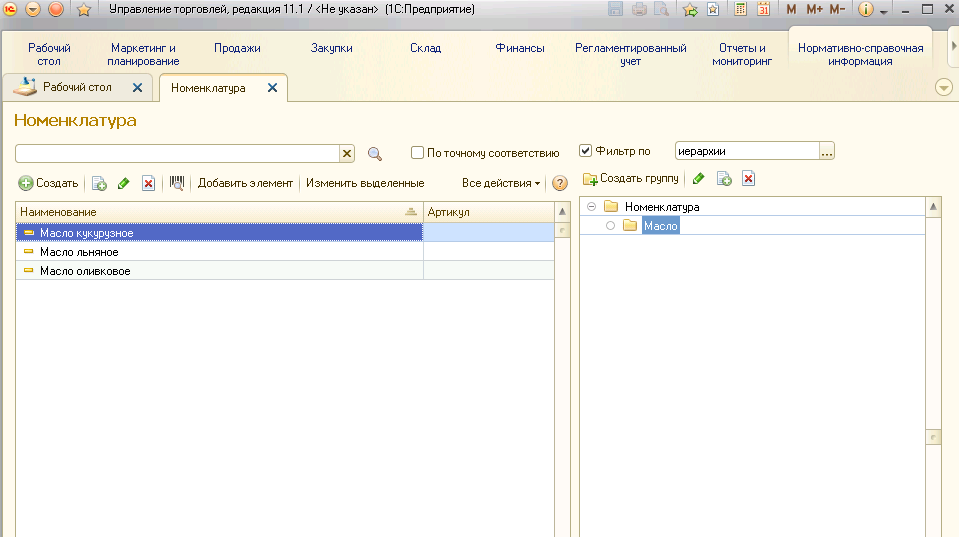 Управление торговлей, редакция 11.1 / <Не указан> (1С:Предприятие)
M M+ M-
Рабочий стол
Маркетинг и планирование
Продажи
Закупки
Склад
Финансы
Регламентированный учет
Отчеты и мониторинг
Нормативно-справочная информация
Рабочий стол
Номенклатура
Номенклатура
По точному соответствию
Фильтр по
иерархии
...
Создать
Добавить элемент
Изменить выделенные
Все действия
?
Создать группу
Наименование
Артикул
Масло кукурузное
Масло льняное
Масло оливковое
Номенклатура
Масло